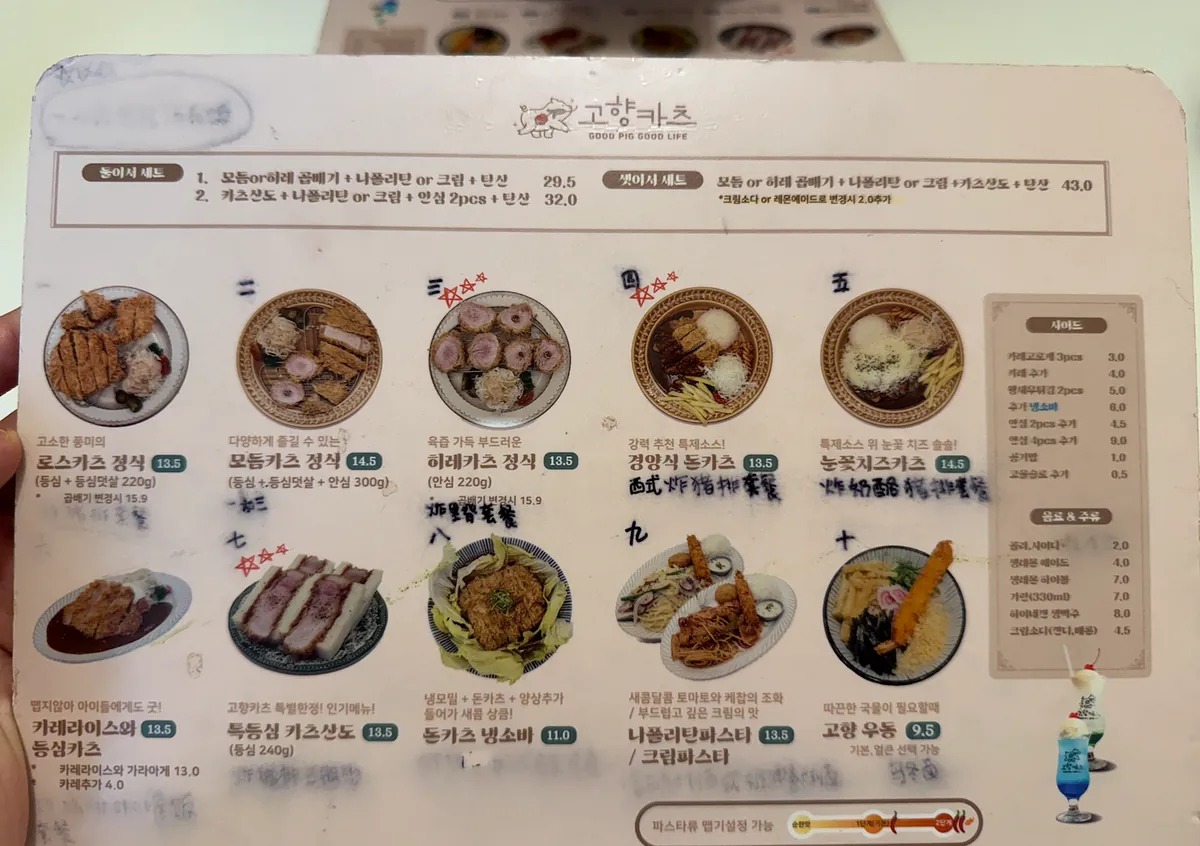 고향카츠
GOOD PIG GOOD LIFE
둘이서 세트
1. 모둠or히레 곱배기 + 나폴리탄 or 크림 + 탄산 29.5
2. 카츠산도 + 나폴리탄 or 크림 + 안심 2pcs + 탄산 32.0
셋이서 세트
모둠 or 히레 곱배기 + 나폴리탄 or 크림 +카츠산도 + 탄산 43.0
*크림소다 or 레몬에이드로 변경시 2.0추가
고소한 풍미의
로스카츠 정식 13.5
(등심 + 등심덧살 220g)
* 곱배기 변경시 15.9
二
다양하게 즐길 수 있는
모둠카츠 정식 14.5
(등심 + 등심덧살 + 안심 300g)
三
육즙 가득 부드러운
히레카츠 정식 13.5
(안심 220g)
* 곱배기 변경시 15.9
炸里脊套餐
四
강력 추천 특제소스!
경양식 돈카츠 13.5
西式炸猪排套餐
五
특제소스 위 눈꽃 치즈 솔솔!
눈꽃치즈카츠 14.5
炸奶酪猪排套餐
맵지않아 아이들에게도 굿!
카레라이스와 13.5
등심카츠
* 카레라이스와 가라아게 13.0
* 카레추가 4.0
七
고향카츠 특별한정! 인기메뉴!
특등심 카츠산도 13.5
(등심 240g)
八
냉모밀 + 돈카츠 + 양상추가
들어가 새콤 상큼!
돈카츠 냉소바 11.0
九
새콤달콤 토마토와 케찹의 조화
/ 부드럽고 깊은 크림의 맛
나폴리탄파스타 13.5
/ 크림파스타
十
따끈한 국물이 필요할때
고향 우동 9.5
기본, 얼큰 선택 가능
사이드
카레고로케 3pcs 3.0
카레 추가 4.0
왕새우튀김 2pcs 5.0
추가 냉소바 6.0
안심 2pcs 추가 4.5
안심 4pcs 추가 9.0
공기밥 1.0
고울솔로 추가 0.5
음료 & 주류
콜라,사이다 2.0
생레몬 에이드 4.0
생레몬 하이볼 7.0
가란(330ml) 7.0
하이네켄 생맥주 8.0
크림소다(캔디,메론) 4.5
파스타류 맵기설정 가능
순한맛 2단계